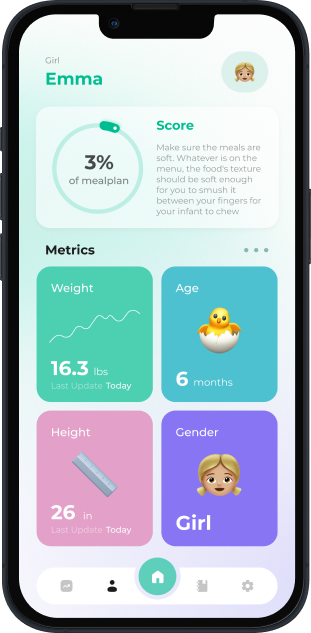 Girl
Emma
Score
3%
of mealplan
Make sure the meals are
soft. Whatever is on the
menu, the food's texture
should be soft enough
for you to smush it
between your fingers for
your infant to chew
Metrics
Weight
16.3 lbs
Last Update Today
Age
6 months
Height
26 in
Last Update Today
Gender
Girl